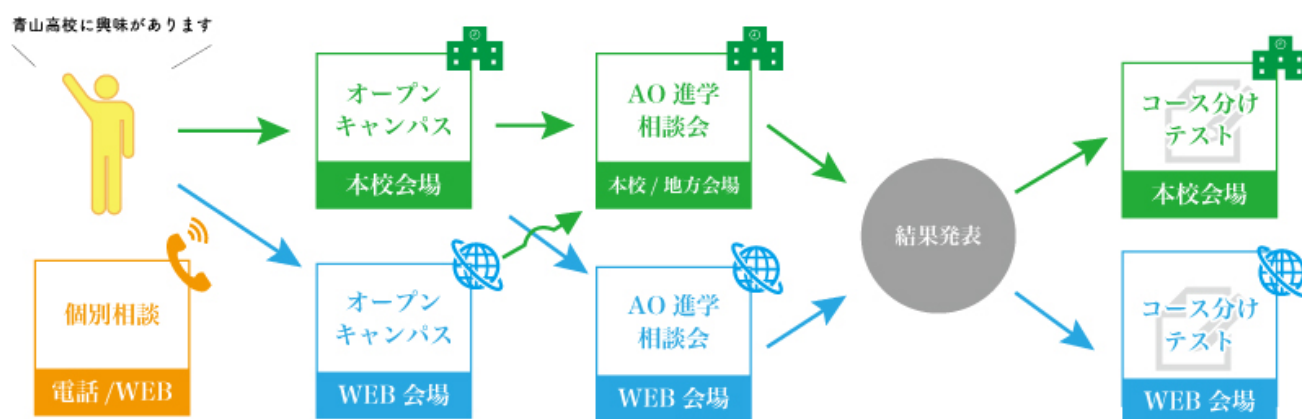 青山高校に興味があります
オープン
キャンパス
本校会場
AO 進学
相談会
本校 / 地方会場
コース分け
テスト
本校会場
結果発表
個別相談
電話 /WEB
オープン
キャンパス
WEB 会場
AO 進学
相談会
WEB 会場
コース分け
テスト
WEB 会場